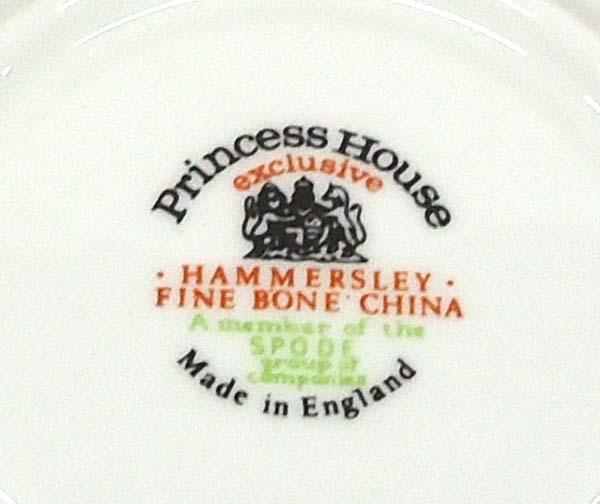 Princess House
exclusive
· HAMMERSLEY ·
FINE BONE CHINA
A member of the
SPODE
group of
companies
Made in England